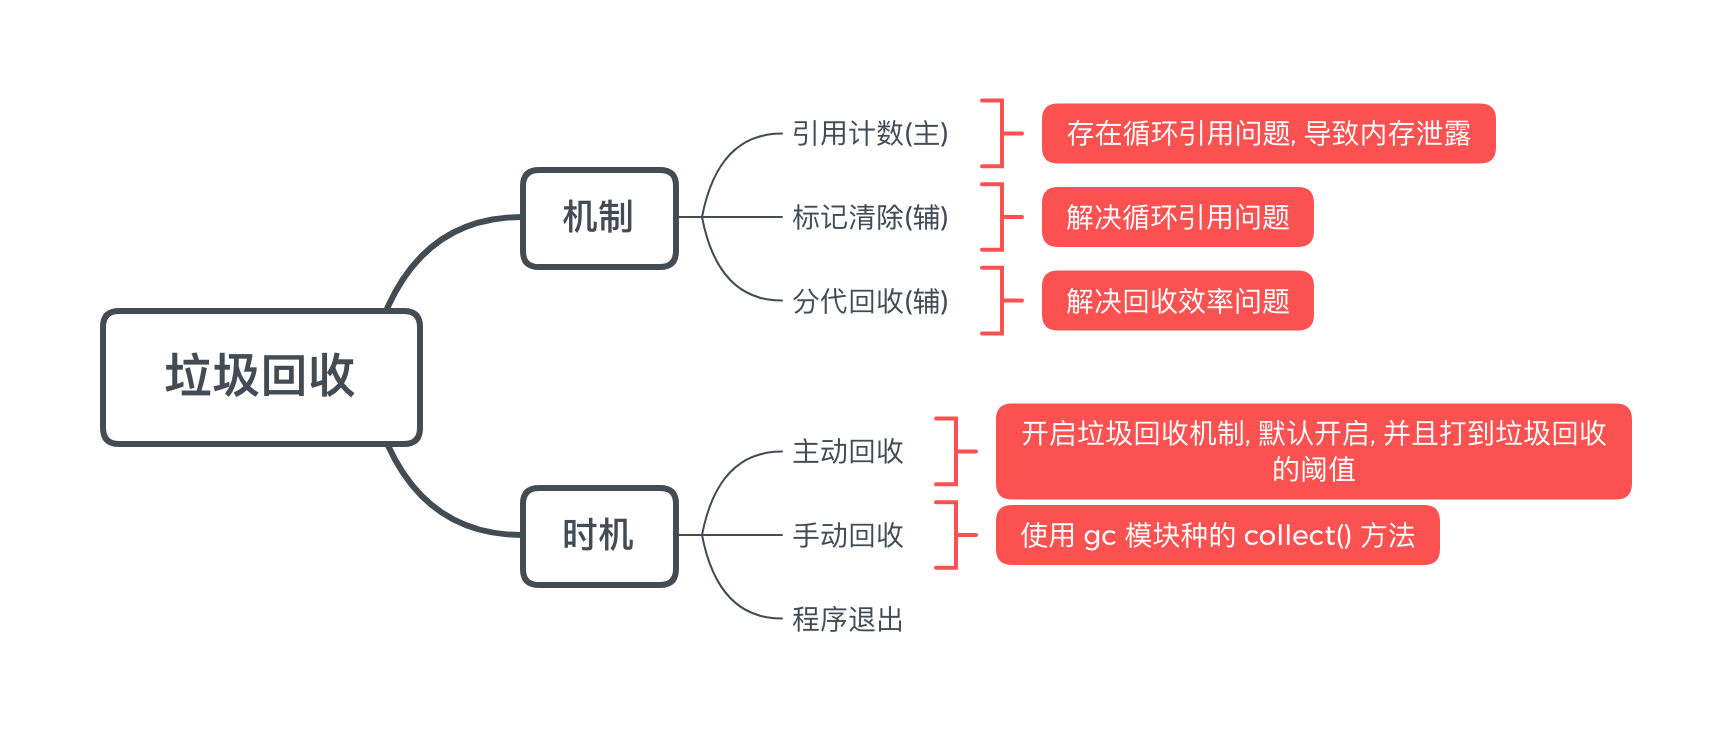 垃圾回收
机制
引用计数(主)
存在循环引用问题, 导致内存泄露
标记清除(辅)
解决循环引用问题
分代回收(辅)
解决回收效率问题
时机
主动回收
开启垃圾回收机制, 默认开启, 并且打到垃圾回收
的阈值
手动回收
使用 gc 模块种的 collect() 方法
程序退出